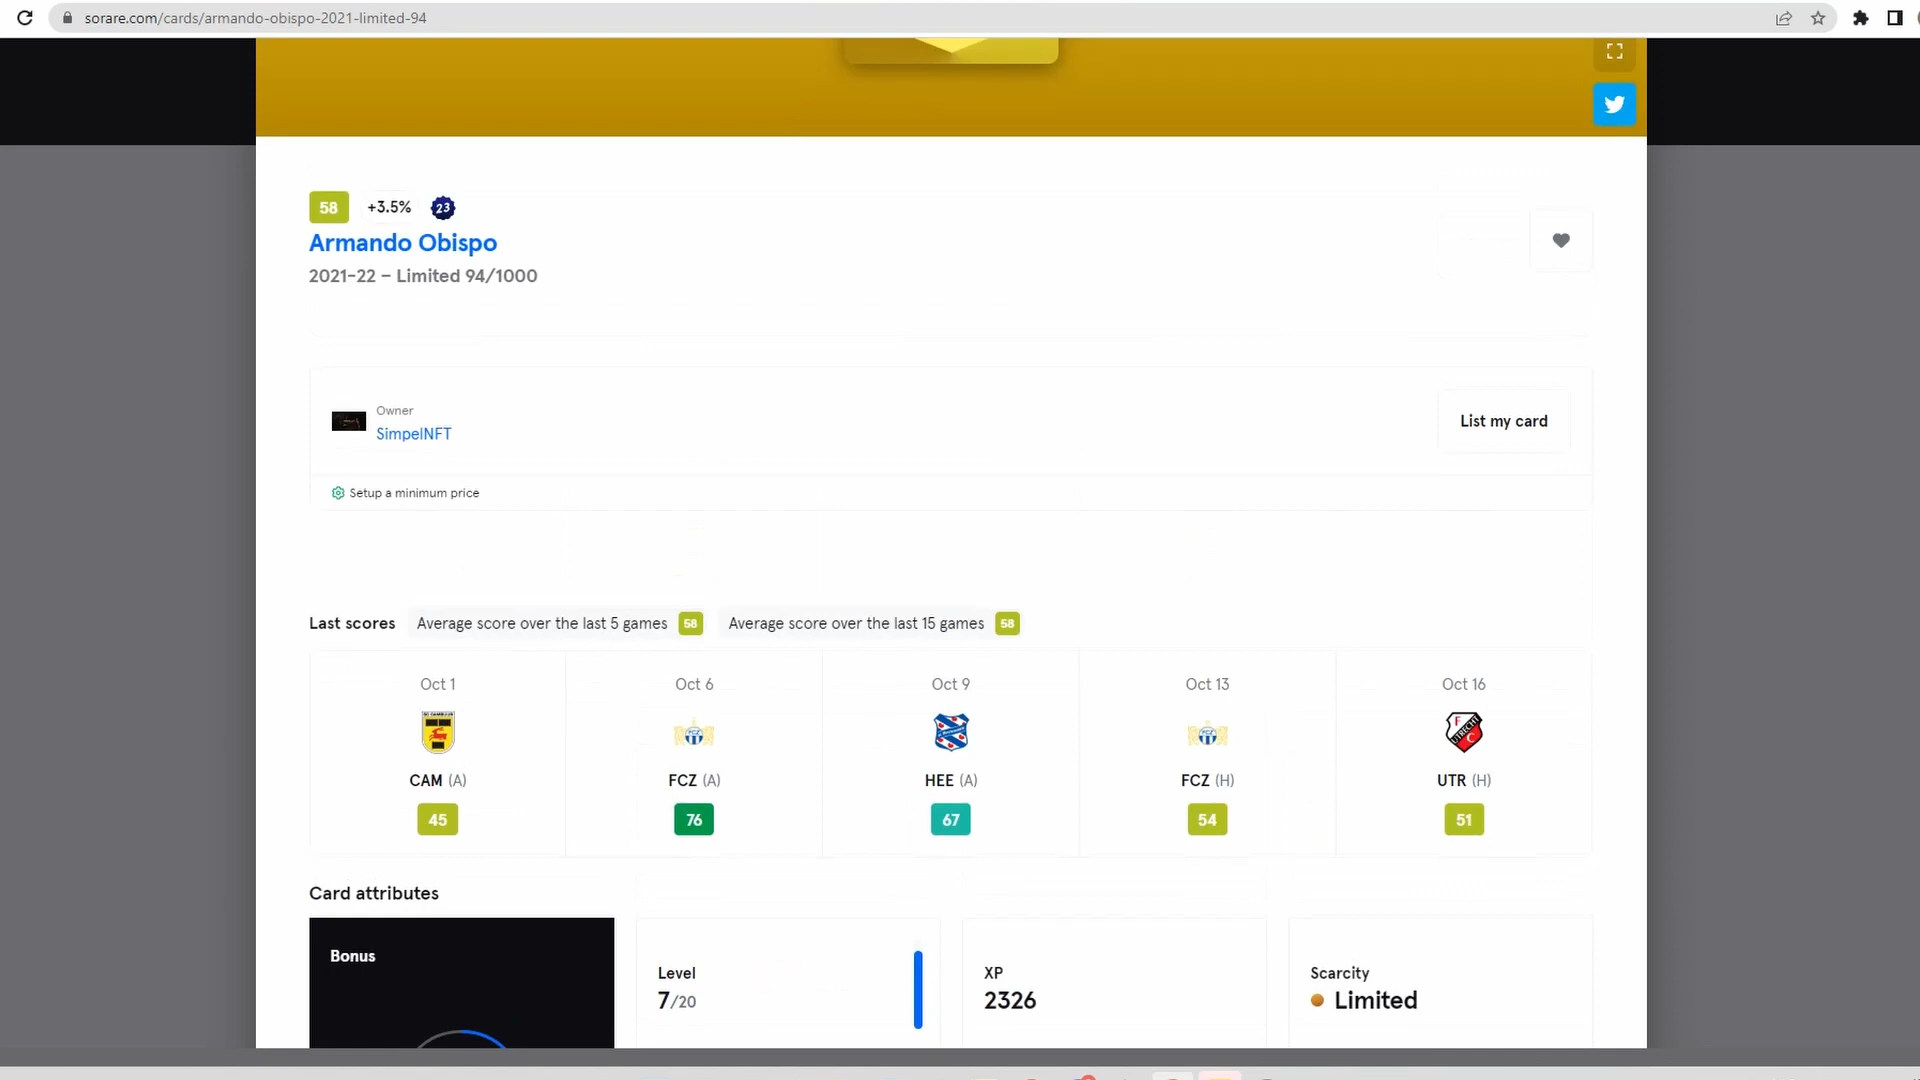 sorare.com/cards/armando-obispo-2021-limited-94
58 +3.5% 23
Armando Obispo
2021-22 – Limited 94/1000
Owner
SimpelNFT
List my card
Setup a minimum price
Last scores Average score over the last 5 games 58 Average score over the last 15 games 58
Oct 1 Oct 6 Oct 9 Oct 13 Oct 16
CAM (A) FCZ (A) HEE (A) FCZ (H) UTR (H)
45 76 67 54 51
Card attributes
Bonus
Level
7/20
XP
2326
Scarcity
Limited